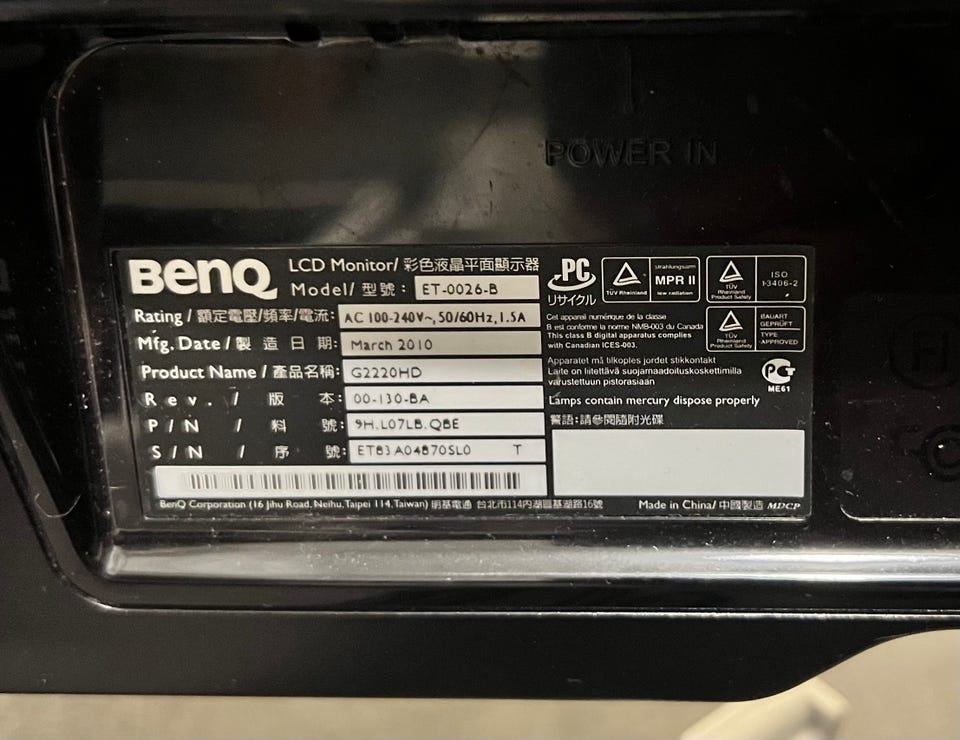 POWER IN
BenQ
LCD Monitor/ 彩色液晶平面顯示器
Model/ 型號: ET-0026-B
Rating / 額定電壓/頻率/電流: AC 100-240V~, 50/60Hz, 1.5A
Mfg. Date / 製 造 日 期: March 2010
Product Name / 產品名稱: G2220HD
Rev. / 版 本: 00-130-BA
P/N / 料 號: 9H.L07LB.QBE
S/N / 序 號: ETB3A04870SL0 T
BenQ Corporation (16 Jihu Road, Neihu, Taipei 114, Taiwan) 明基電通 台北市114內湖區基湖路16號
PC
リサイクル
TÜV Rheinland
strahlungsarm
MPR II
low radiation
TÜV
Rheinland
Product Safety
ISO
13406-2
TÜV
Rheinland
Product Safety
BAUART
GEPRÜFT
TYPE
APPROVED
Cet appareil numérique de la classe
B est conforme la norme NMB-003 du Canada
This class B digital apparatus complies
with Canadian ICES-003.
Apparatet må tilkoples jordet stikkontakt
Laite on liitettävä suojamaadoituskoskettimilla
varustettuun pistorasiaan
ME61
Lamps contain mercury dispose properly
警語:請參閱隨附光碟
Made in China/ 中國製造 MDCP